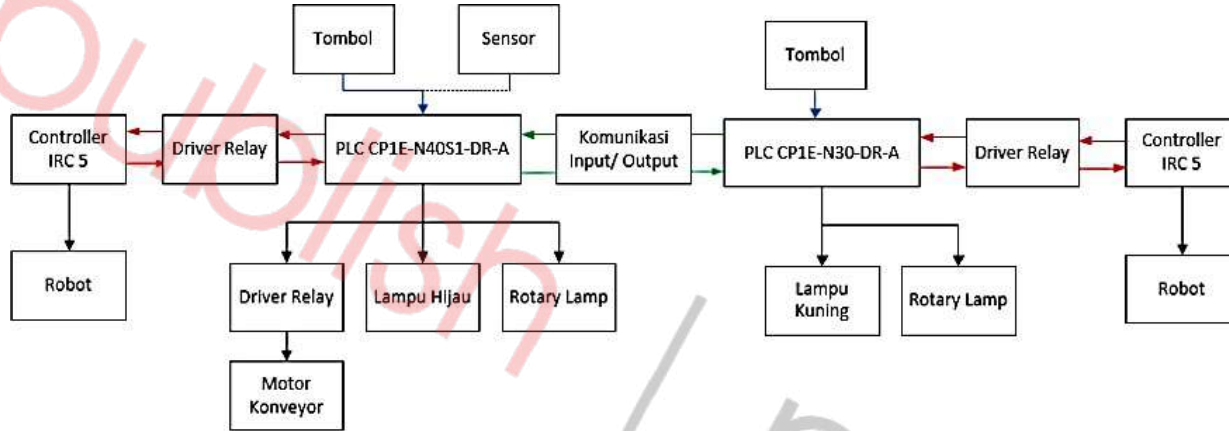 Tombol
Sensor
Tombol
Controller
IRC 5
Driver Relay
PLC CP1E-N40S1-DR-A
Komunikasi
Input/ Output
PLC CP1E-N30-DR-A
Driver Relay
Controller
IRC 5
Robot
Driver Relay
Lampu Hijau
Rotary Lamp
Lampu
Kuning
Rotary Lamp
Robot
Motor
Konveyor
publish